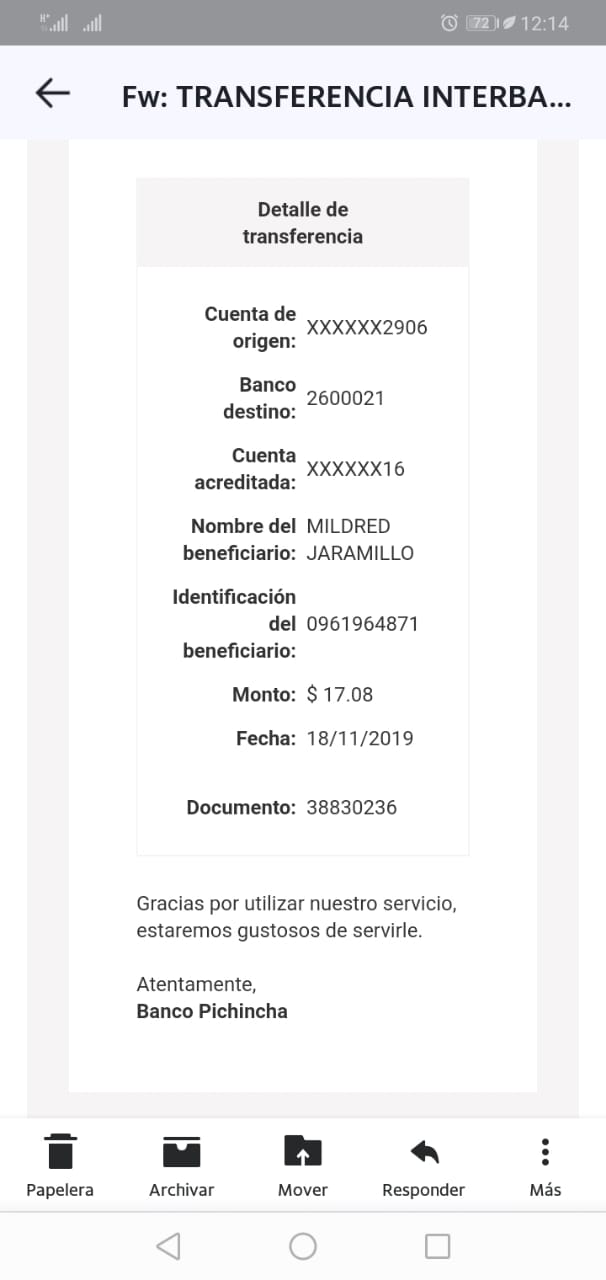 H+ 72 12:14
Fw: TRANSFERENCIA INTERBA...
Detalle de
transferencia
Cuenta de
origen: XXXXXX2906
Banco
destino: 2600021
Cuenta
acreditada: XXXXXX16
Nombre del MILDRED
beneficiario: JARAMILLO
Identificación
del 0961964871
beneficiario:
Monto: $ 17.08
Fecha: 18/11/2019
Documento: 38830236
Gracias por utilizar nuestro servicio,
estaremos gustosos de servirle.
Atentamente,
Banco Pichincha
Papelera Archivar Mover Responder Más